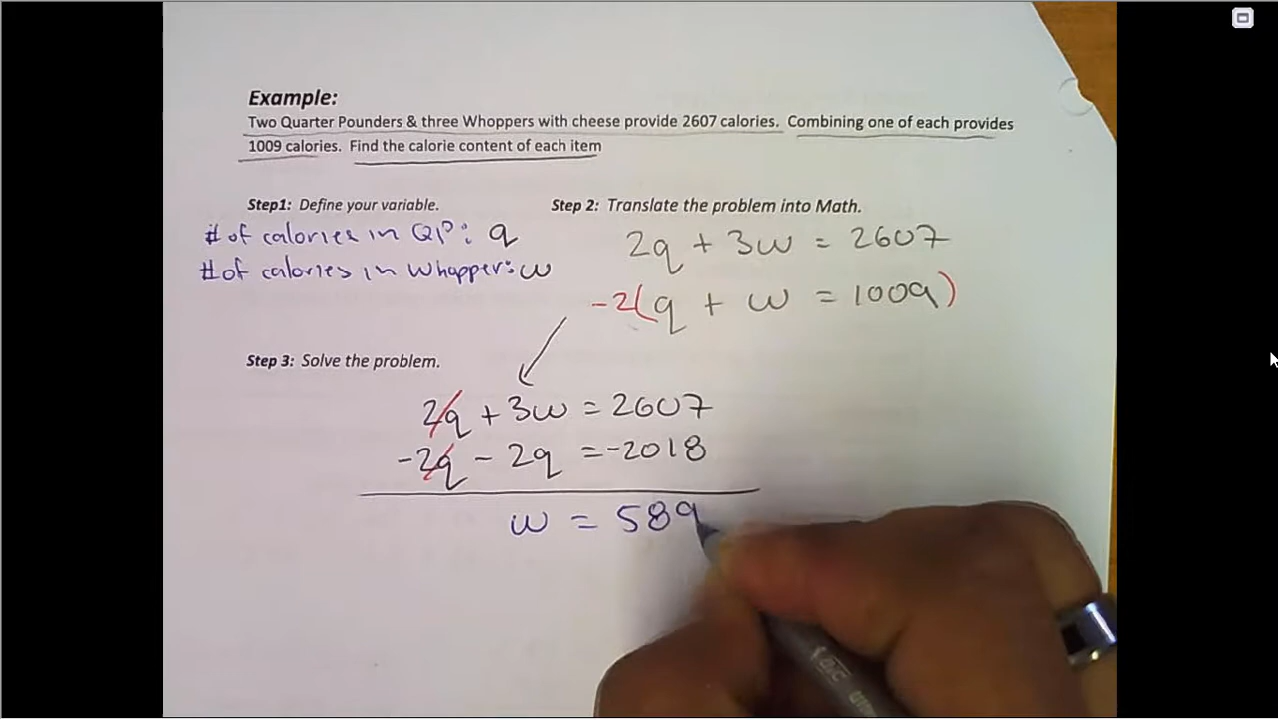 Example:
Two Quarter Pounders & three Whoppers with cheese provide 2607 calories. Combining one of each provides
1009 calories. Find the calorie content of each item
Step1: Define your variable.
# of calories in QP: q
# of calories in Whopper: w
Step 2: Translate the problem into Math.
2q + 3w = 2607
-2(q + w = 1009)
Step 3: Solve the problem.
2q + 3w = 2607
-2q - 2q = -2018
w = 589